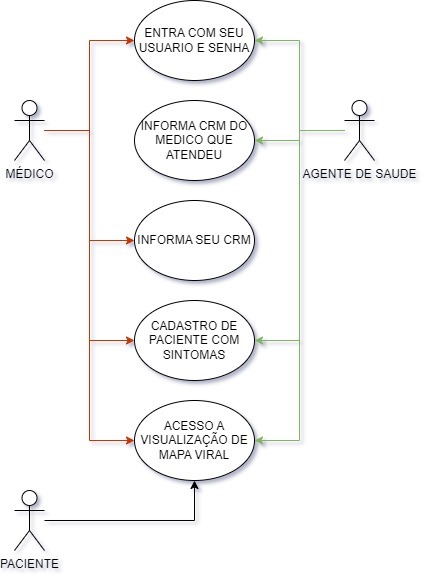 ENTRA COM SEU
USUARIO E SENHA
INFORMA CRM DO
MEDICO QUE
ATENDEU
MÉDICO
AGENTE DE SAUDE
INFORMA SEU CRM
CADASTRO DE
PACIENTE COM
SINTOMAS
ACESSO A
VISUALIZAÇÃO DE
MAPA VIRAL
PACIENTE